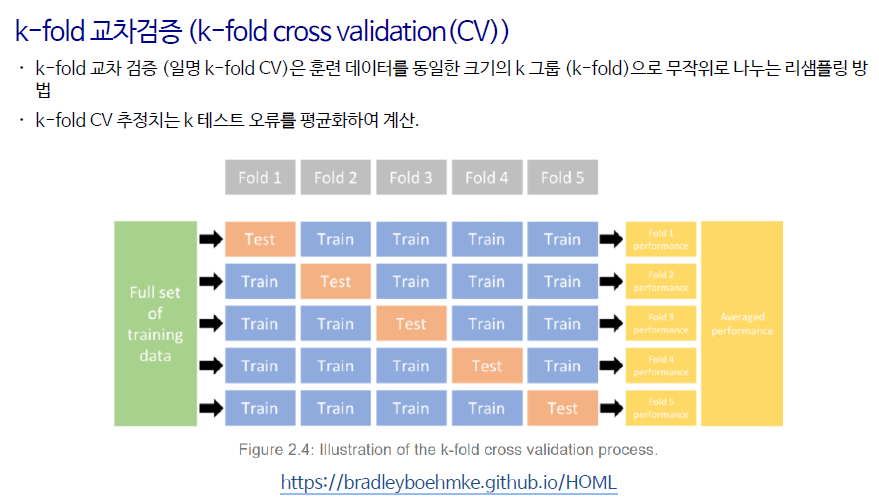 k-fold 교차검증 (k-fold cross validation(CV))
· k-fold 교차 검증 (일명 k-fold CV)은 훈련 데이터를 동일한 크기의 k 그룹 (k-fold)으로 무작위로 나누는 리샘플링 방
법
· k-fold CV 추정치는 k 테스트 오류를 평균화하여 계산.
Fold 1 Fold 2 Fold 3 Fold 4 Fold 5
Full set
of
training
data
Test Train Train Train Train
Train Test Train Train Train
Train Train Test Train Train
Train Train Train Test Train
Train Train Train Train Test
Fold 1
performance
Fold 2
performance
Fold 3
performance
Fold 4
performance
Fold 5
performance
Averaged
performance
Figure 2.4: Illustration of the k-fold cross validation process.
https://bradleyboehmke.github.io/HOML